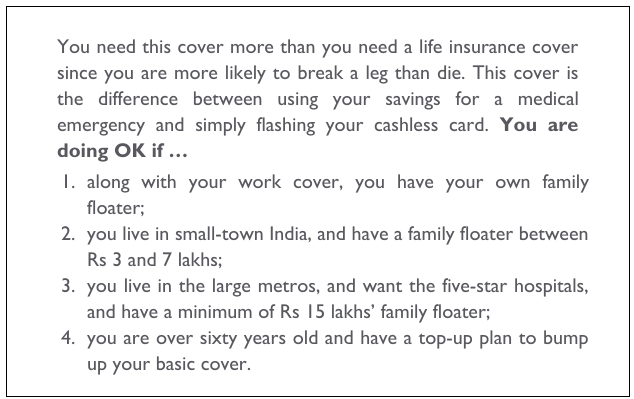 You need this cover more than you need a life insurance cover
since you are more likely to break a leg than die. This cover is
the difference between using your savings for a medical
emergency and simply flashing your cashless card. You are
doing OK if …
1. along with your work cover, you have your own family
floater;
2. you live in small-town India, and have a family floater between
Rs 3 and 7 lakhs;
3. you live in the large metros, and want the five-star hospitals,
and have a minimum of Rs 15 lakhs’ family floater;
4. you are over sixty years old and have a top-up plan to bump
up your basic cover.